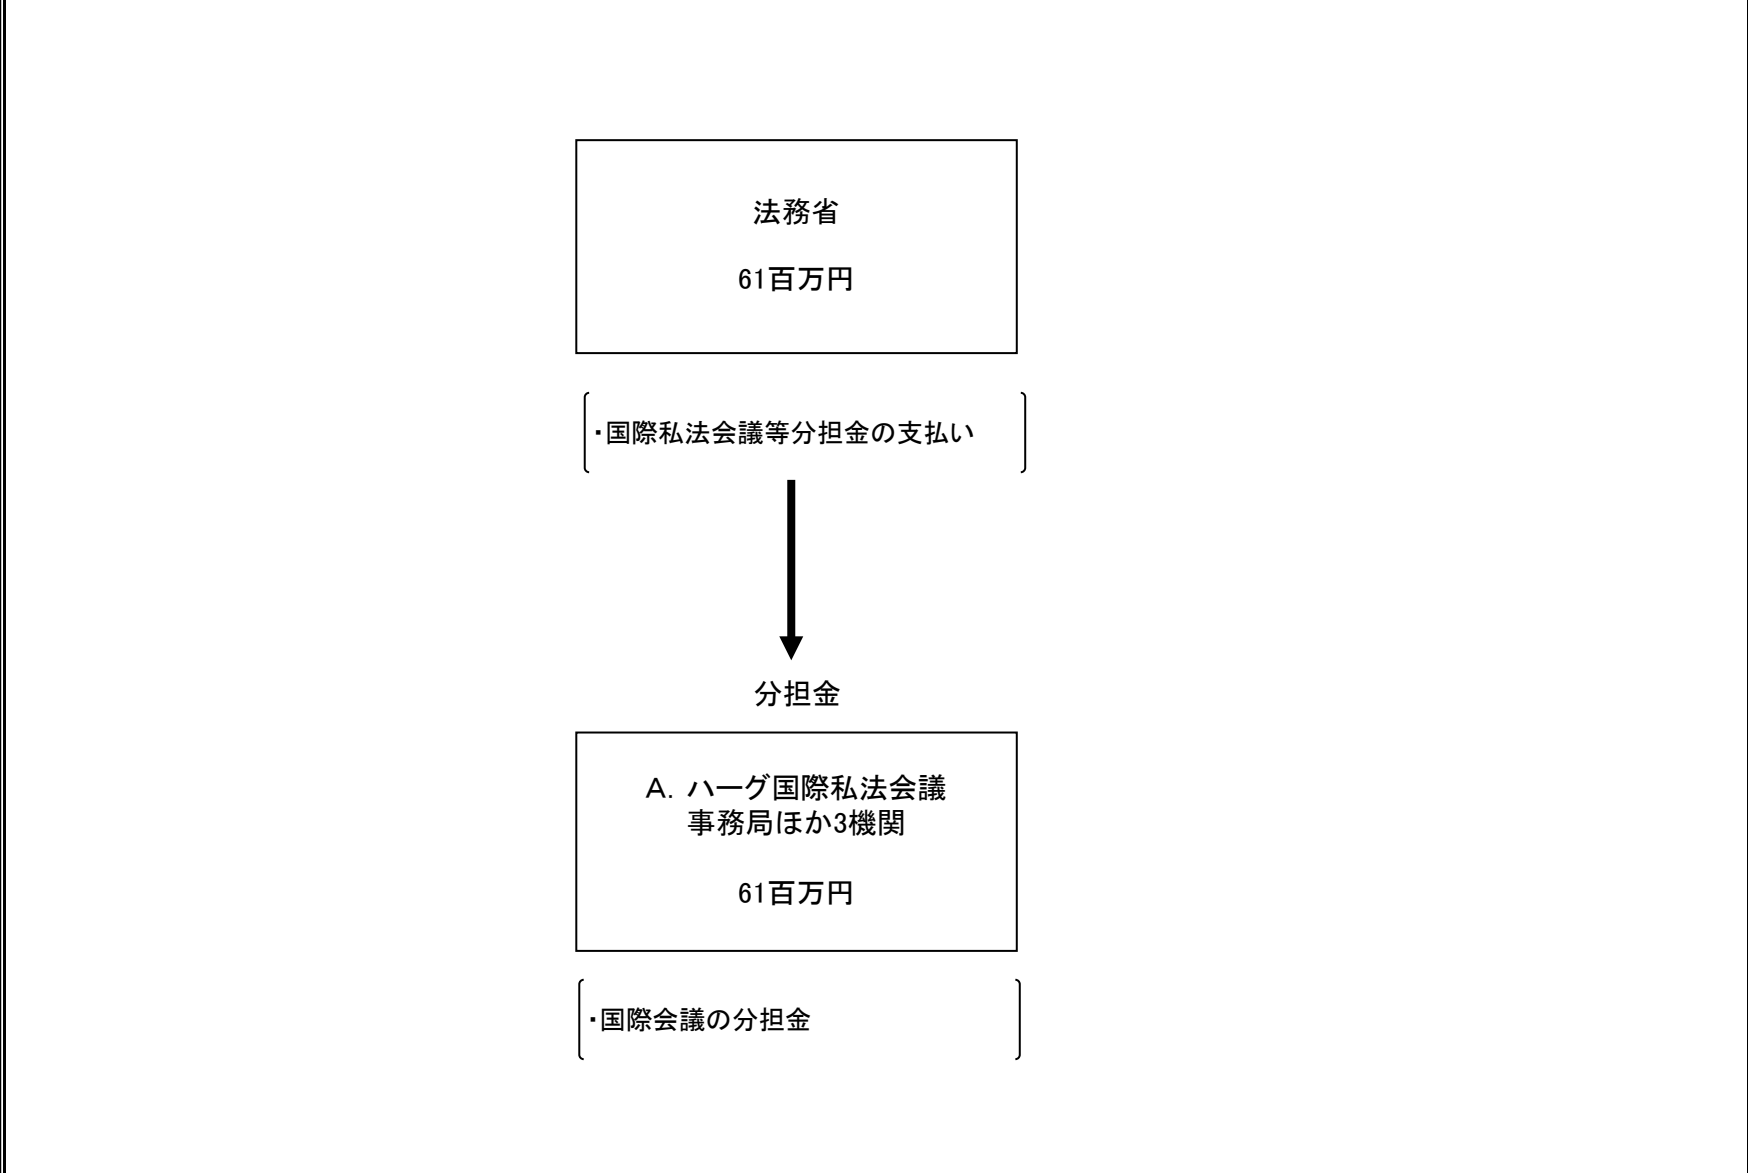 法務省
61百万円
・国際私法会議等分担金の支払い
分担金
Ａ．ハーグ国際私法会議
事務局ほか3機関
61百万円
・国際会議の分担金